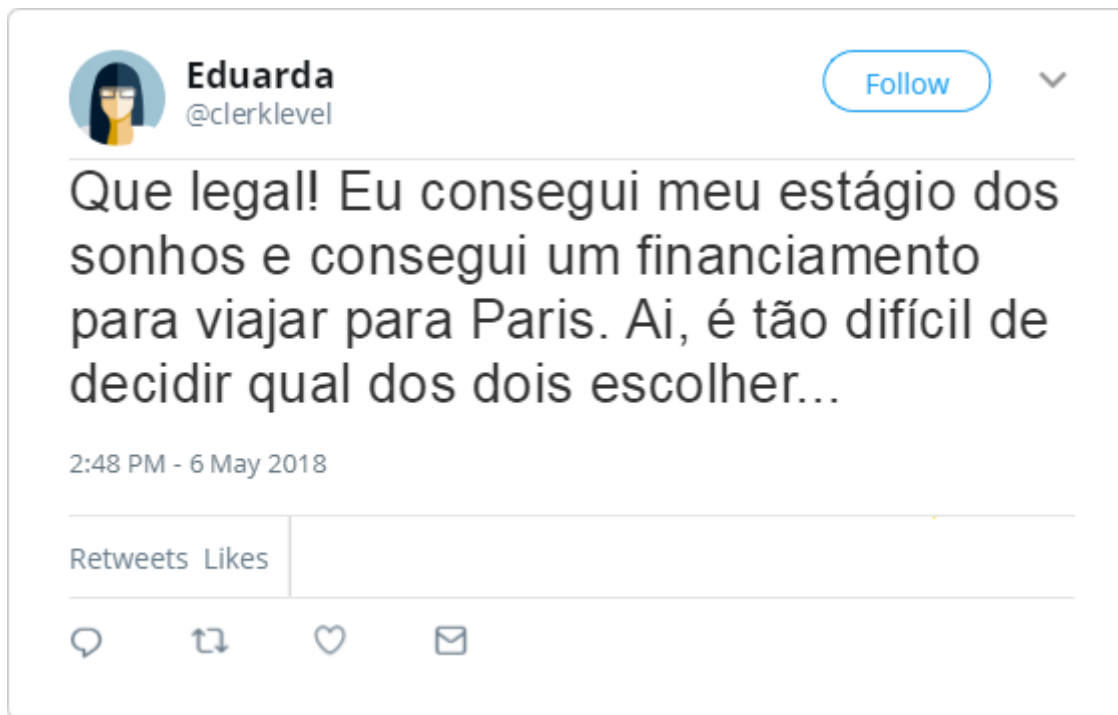 Eduarda
Follow
@clerklevel
Que legal! Eu consegui meu estágio dos
sonhos e consegui um financiamento
para viajar para Paris. Ai, é tão difícil de
decidir qual dos dois escolher...
2:48 PM - 6 May 2018
Retweets Likes